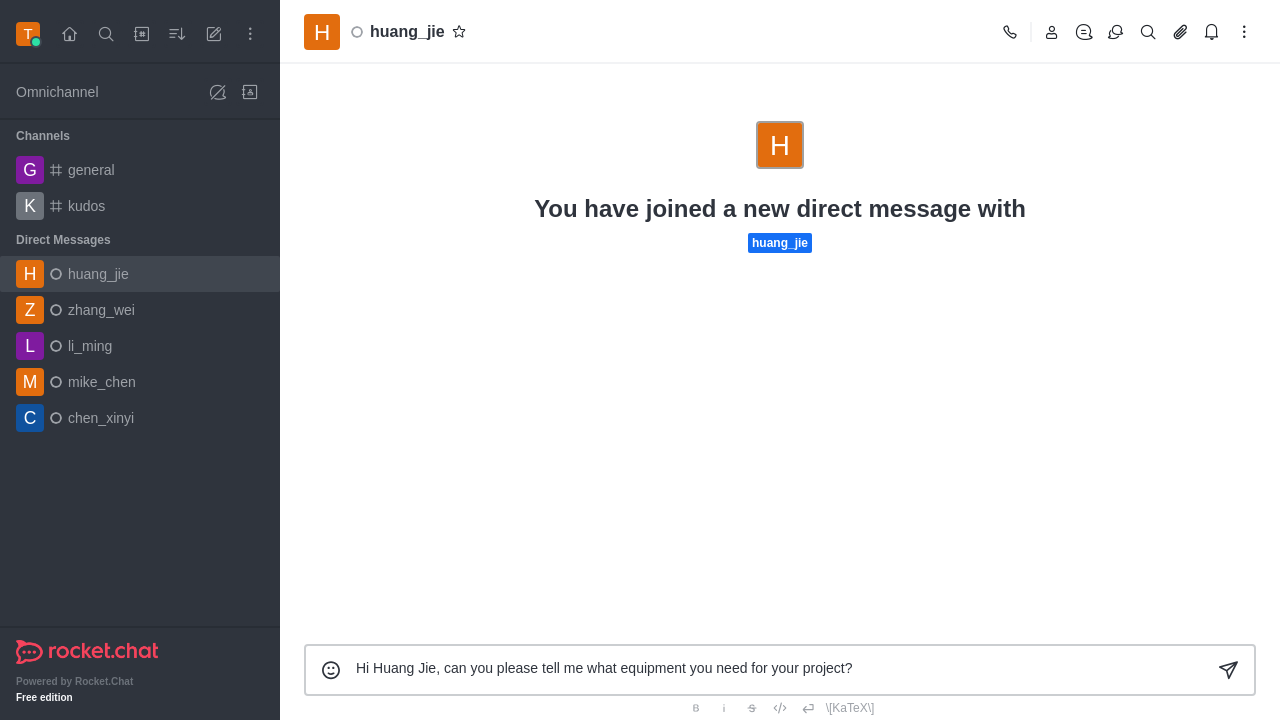 T
Omnichannel
Channels
G general
K kudos
Direct Messages
H huang_jie
Z zhang_wei
L li_ming
M mike_chen
C chen_xinyi
rocket.chat
Powered by Rocket.Chat
Free edition
H huang_jie
H
You have joined a new direct message with
huang_jie
Hi Huang Jie, can you please tell me what equipment you need for your project?
B i S \[KaTeX\]